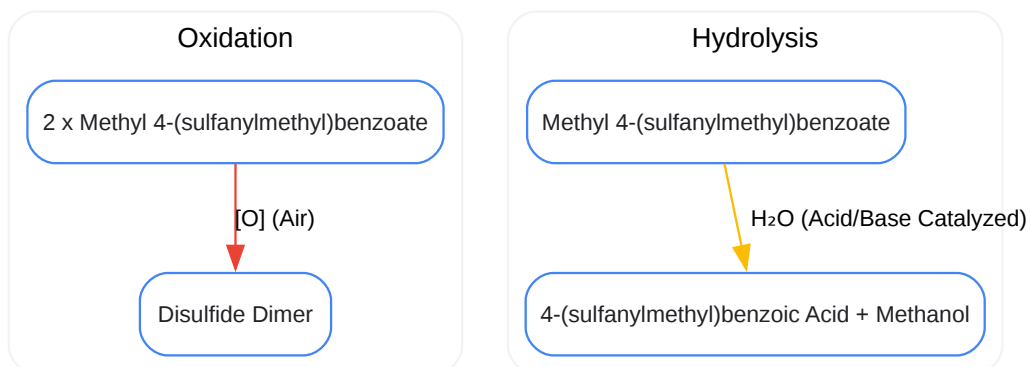 Oxidation
2 x Methyl 4-(sulfanylmethyl)benzoate
[O] (Air)
Disulfide Dimer
Hydrolysis
Methyl 4-(sulfanylmethyl)benzoate
H₂O (Acid/Base Catalyzed)
4-(sulfanylmethyl)benzoic Acid + Methanol